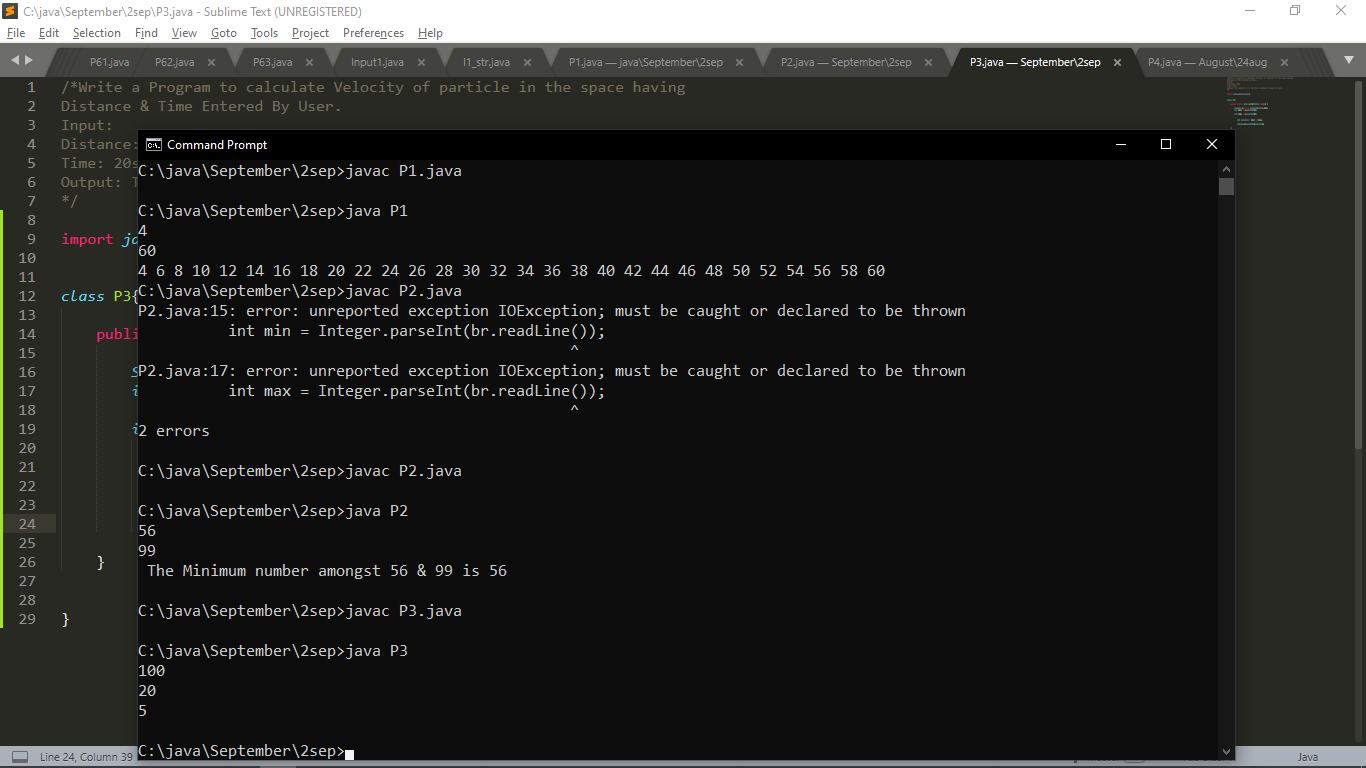 C:\java\September\2sep\P3.java - Sublime Text (UNREGISTERED)
File Edit Selection Find View Goto Tools Project Preferences Help
P61.java P62.java P63.java Input1.java I1_str.java P1.java — java\September\2sep P2.java — September\2sep P3.java — September\2sep P4.java — August\24aug
1 /*Write a Program to calculate Velocity of particle in the space having
2 Distance & Time Entered By User.
3 Input:
4 Distance:
5 Time: 20s
6 Output: T
7 */
8
9 import ja
10
11
12 class P3{
13
14 publi
15
16 S
17 i
18
19 i
20
21
22
23
24
25
26 }
27
28
29 }
Command Prompt
C:\java\September\2sep>javac P1.java
C:\java\September\2sep>java P1
4
60
4 6 8 10 12 14 16 18 20 22 24 26 28 30 32 34 36 38 40 42 44 46 48 50 52 54 56 58 60
C:\java\September\2sep>javac P2.java
P2.java:15: error: unreported exception IOException; must be caught or declared to be thrown
int min = Integer.parseInt(br.readLine());
^
P2.java:17: error: unreported exception IOException; must be caught or declared to be thrown
int max = Integer.parseInt(br.readLine());
^
2 errors
C:\java\September\2sep>javac P2.java
C:\java\September\2sep>java P2
56
99
The Minimum number amongst 56 & 99 is 56
C:\java\September\2sep>javac P3.java
C:\java\September\2sep>java P3
100
20
5
C:\java\September\2sep>
Line 24, Column 39 Java